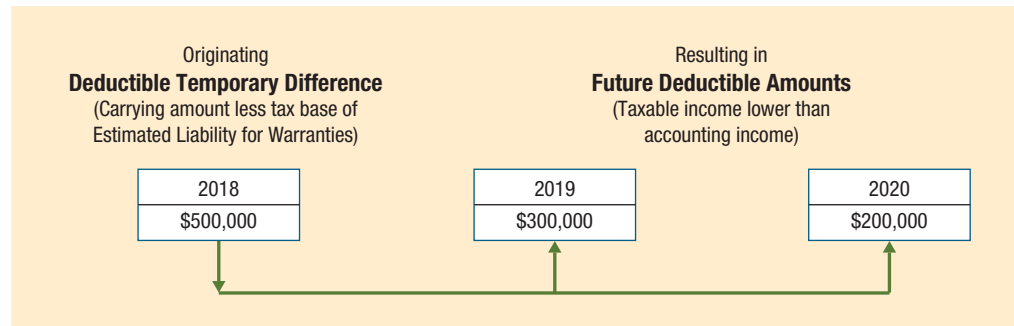 Originating
Deductible Temporary Difference
(Carrying amount less tax base of
Estimated Liability for Warranties)
Resulting in
Future Deductible Amounts
(Taxable income lower than
accounting income)
2018
$500,000
2019
$300,000
2020
$200,000